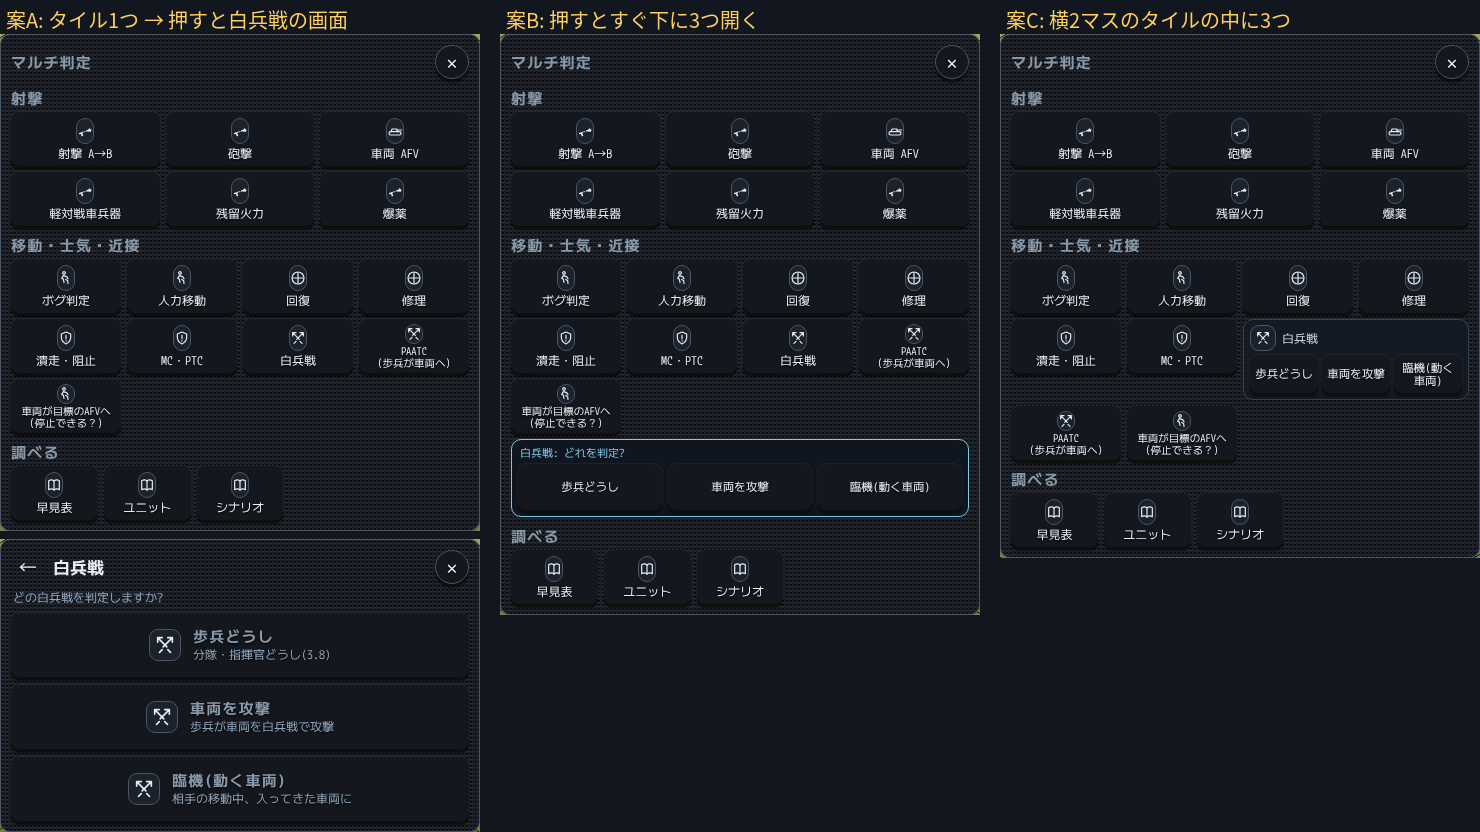 案A: タイル1つ → 押すと白兵戦の画面
マルチ判定
×
射撃
射撃 A→B
砲撃
車両 AFV
軽対戦車兵器
残留火力
爆薬
移動・士気・近接
ボグ判定
人力移動
回復
修理
潰走・阻止
MC・PTC
白兵戦
PAATC
(歩兵が車両へ)
車両が目標のAFVへ
(停止できる？)
調べる
早見表
ユニット
シナリオ
← 白兵戦
×
どの白兵戦を判定しますか?
歩兵どうし
分隊・指揮官どうし(3.8)
車両を攻撃
歩兵が車両を白兵戦で攻撃
臨機(動く車両)
相手の移動中、入ってきた車両に
案B: 押すとすぐ下に3つ開く
マルチ判定
×
射撃
射撃 A→B
砲撃
車両 AFV
軽対戦車兵器
残留火力
爆薬
移動・士気・近接
ボグ判定
人力移動
回復
修理
潰走・阻止
MC・PTC
白兵戦
PAATC
(歩兵が車両へ)
車両が目標のAFVへ
(停止できる？)
白兵戦: どれを判定?
歩兵どうし
車両を攻撃
臨機(動く車両)
調べる
早見表
ユニット
シナリオ
案C: 横2マスのタイルの中に3つ
マルチ判定
×
射撃
射撃 A→B
砲撃
車両 AFV
軽対戦車兵器
残留火力
爆薬
移動・士気・近接
ボグ判定
人力移動
回復
修理
潰走・阻止
MC・PTC
白兵戦
歩兵どうし
車両を攻撃
臨機(動く
車両)
PAATC
(歩兵が車両へ)
車両が目標のAFVへ
(停止できる？)
調べる
早見表
ユニット
シナリオ